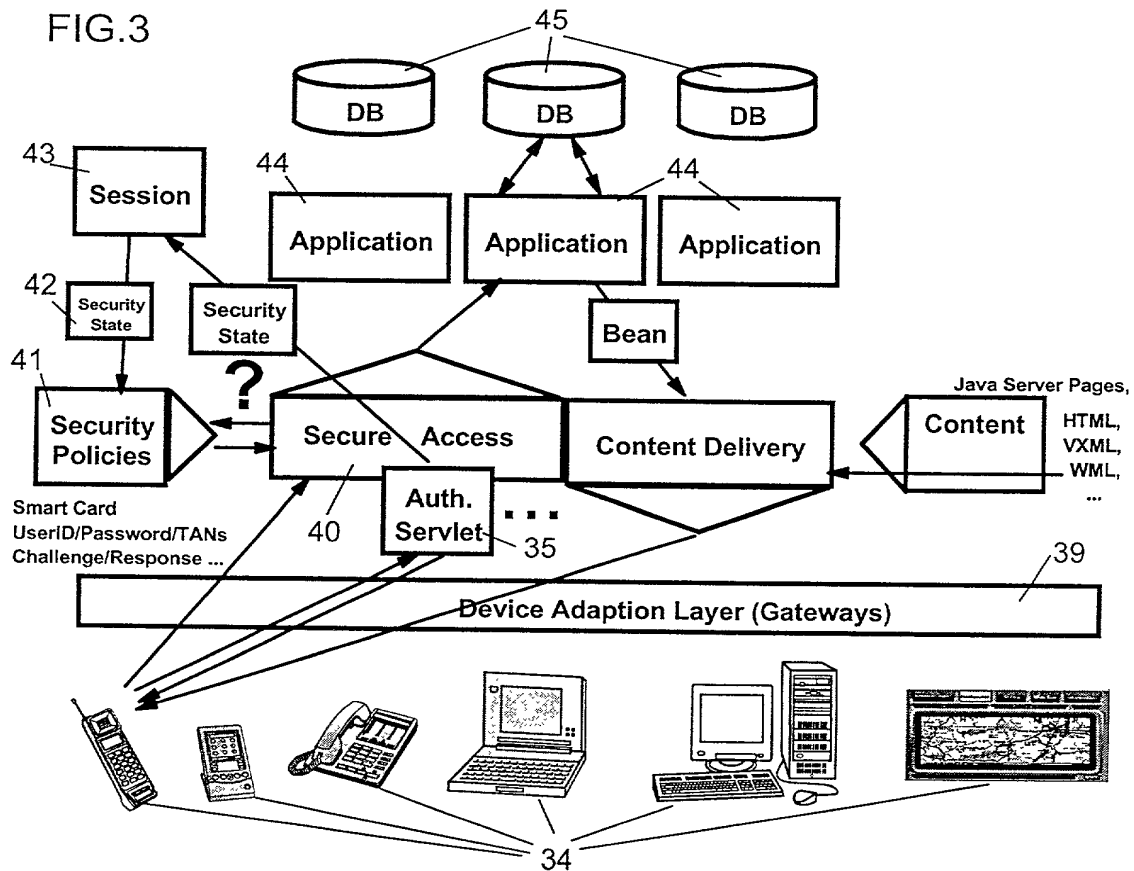 FIG.3
45
DB
DB
DB
43
Session
44
44
Application
Application
Application
42
Security
State
Security
State
Bean
41
?
Security
Policies
Secure Access
Content Delivery
Java Server Pages,
Content
HTML,
VXML,
WML,
...
Smart Card
UserID/Password/TANs
Challenge/Response ...
40
Auth.
Servlet
...
35
39
Device Adaption Layer (Gateways)
34